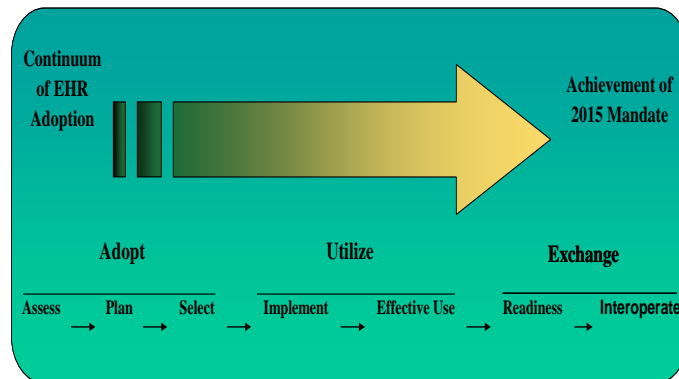 Continuum
of EHR
Adoption
Achievement of
2015 Mandate
Adopt
Utilize
Exchange
Assess → Plan → Select → Implement → Effective Use → Readiness → Interoperate